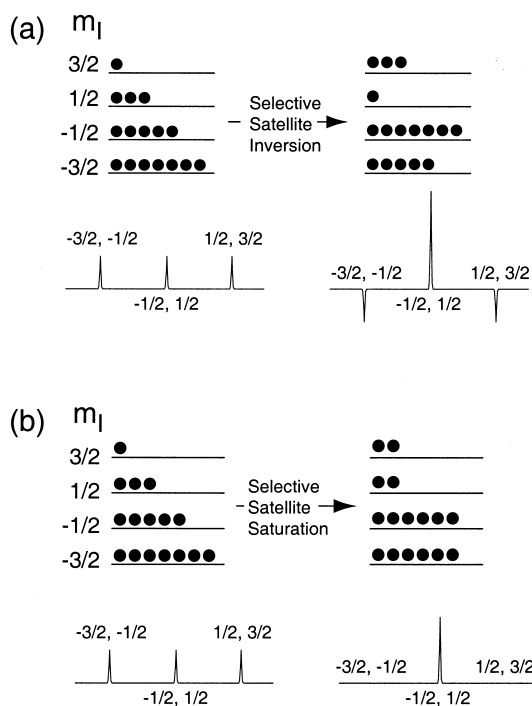 (a)
mI
3/2
1/2
-1/2
-3/2
Selective
Satellite
Inversion
-3/2, -1/2
1/2, 3/2
-1/2, 1/2
-3/2, -1/2
1/2, 3/2
-1/2, 1/2
(b)
mI
3/2
1/2
-1/2
-3/2
Selective
Satellite
Saturation
-3/2, -1/2
1/2, 3/2
-1/2, 1/2
-3/2, -1/2
1/2, 3/2
-1/2, 1/2